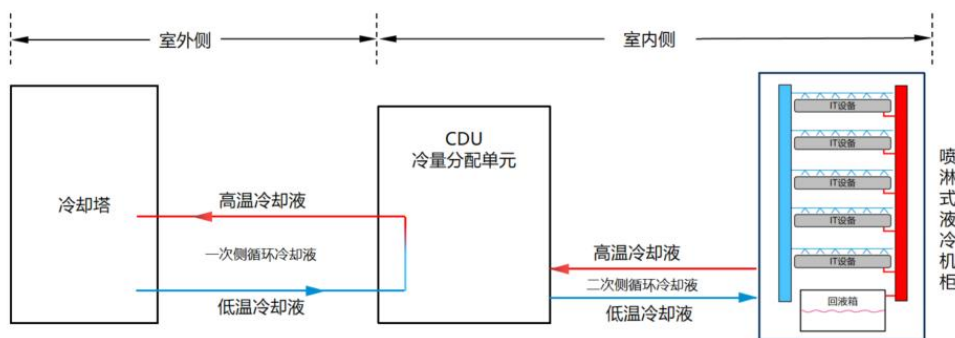 室外侧
室内侧
冷却塔
高温冷却液
一次侧循环冷却液
低温冷却液
CDU
冷量分配单元
高温冷却液
二次侧循环冷却液
低温冷却液
IT设备
IT设备
IT设备
IT设备
IT设备
回液箱
喷淋式液冷机柜